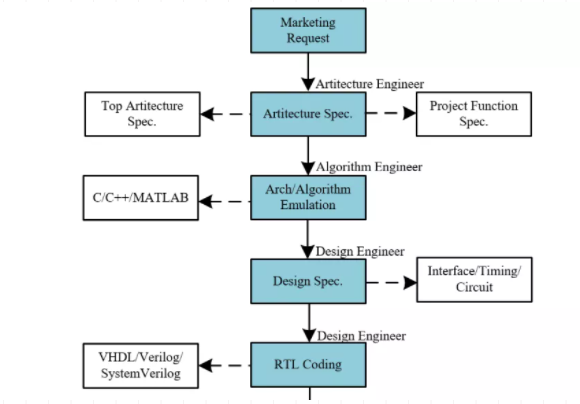 Marketing
Request
Artitecture Engineer
Top Artitecture
Spec.
Artitecture Spec.
Project Function
Spec.
Algorithm Engineer
C/C++/MATLAB
Arch/Algorithm
Emulation
Design Engineer
Design Spec.
Interface/Timing/
Circuit
Design Engineer
VHDL/Verilog/
SystemVerilog
RTL Coding